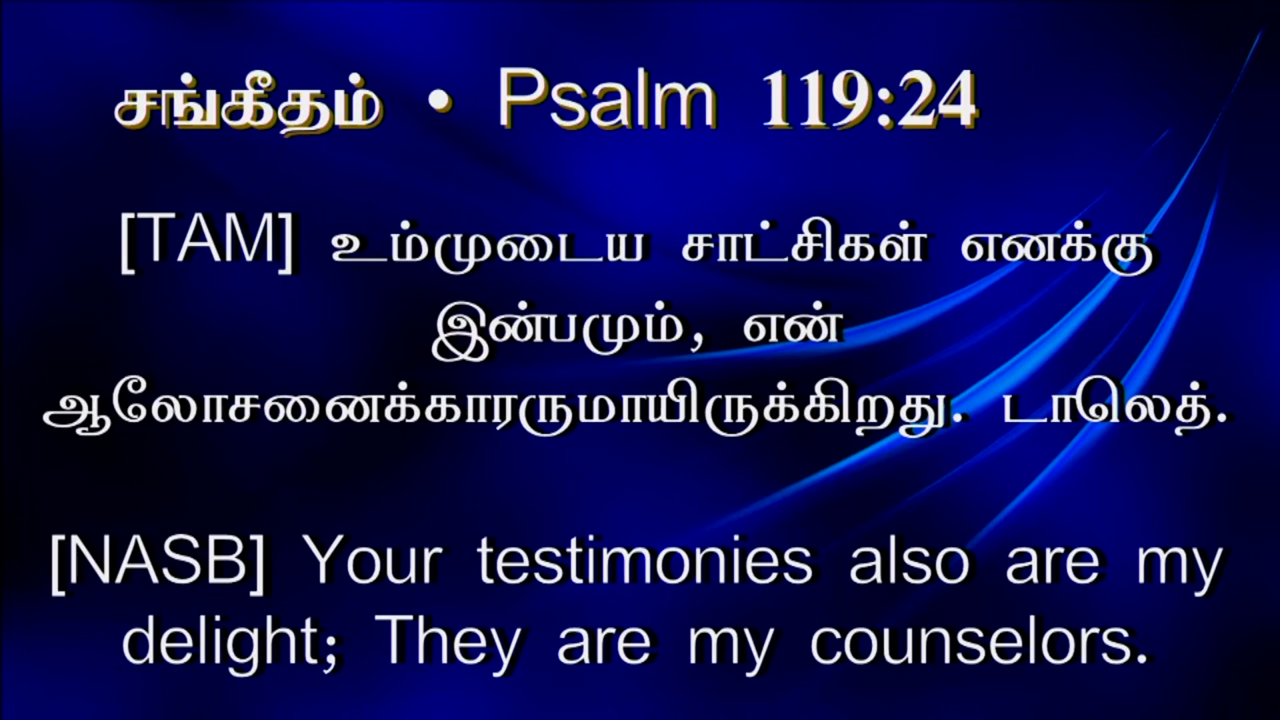 சங்கீதம் • Psalm 119:24
[TAM] உம்முடைய சாட்சிகள் எனக்கு
இன்பமும், என்
ஆலோசனைக்காரருமாயிருக்கிறது. டாலெத்.
[NASB] Your testimonies also are my
delight; They are my counselors.